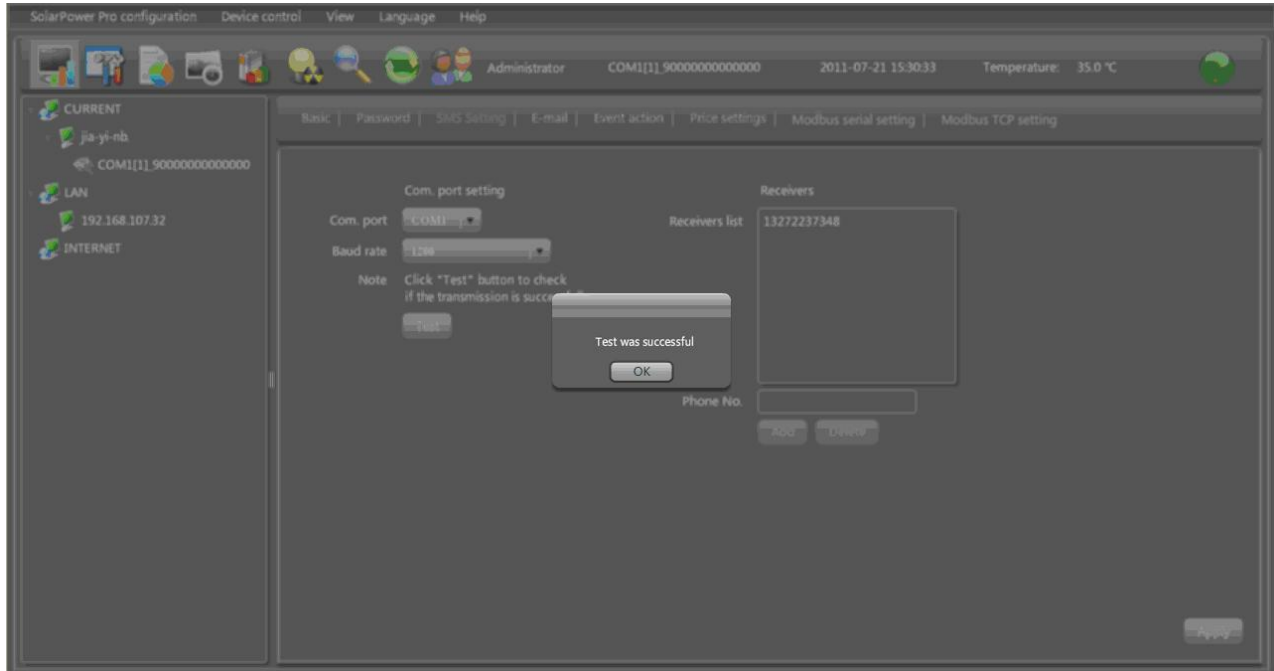 SolarPower Pro configuration Device control View Language Help
Administrator COM1[1]_90000000000000 2011-07-21 15:30:33 Temperature: 35.0 °C
CURRENT
jia-yi-nb
COM1[1]_90000000000000
LAN
192.168.107.32
INTERNET
Basic | Password | SMS Setting | E-mail | Event action | Price settings | Modbus serial setting | Modbus TCP setting
Com. port setting
Com. port COM1
Baud rate 1200
Note Click "Test" button to check
if the transmission is
Test
Receivers
Receivers list 13272237348
Test was successful
OK
Phone No.
Add Delete
Apply